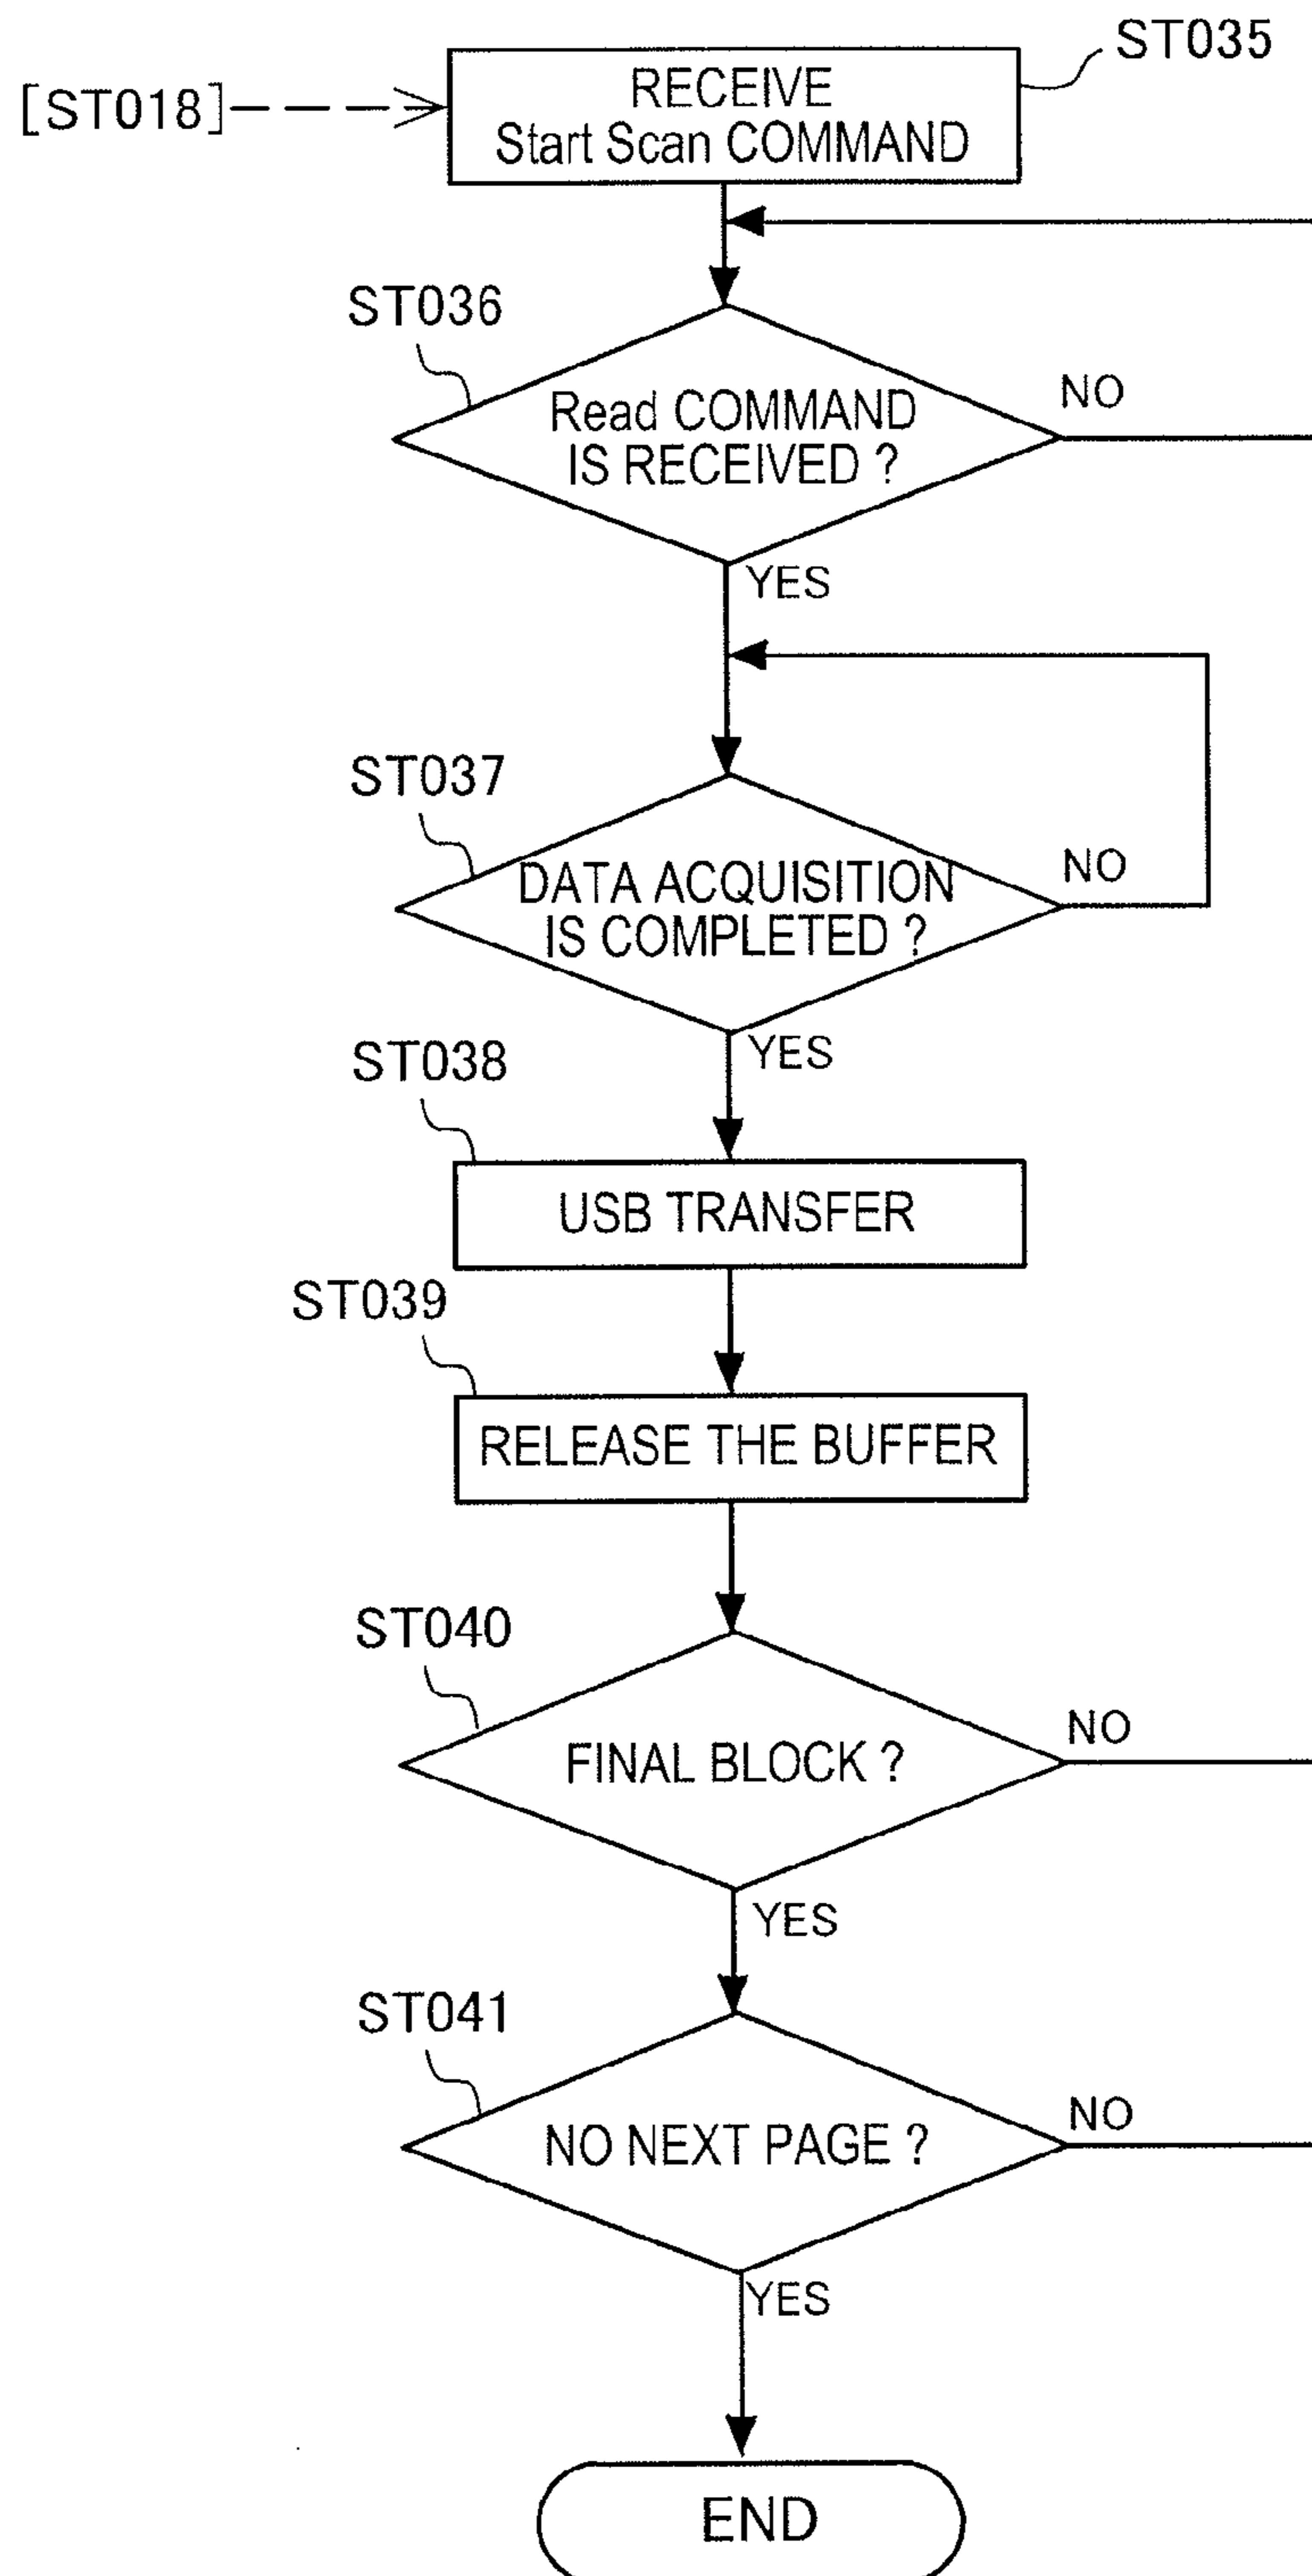 ST035
[ST018]
RECEIVE
Start Scan COMMAND
ST036
Read COMMAND
IS RECEIVED ?
NO
YES
ST037
DATA ACQUISITION
IS COMPLETED ?
NO
YES
ST038
USB TRANSFER
ST039
RELEASE THE BUFFER
ST040
FINAL BLOCK ?
NO
YES
ST041
NO NEXT PAGE ?
NO
YES
END